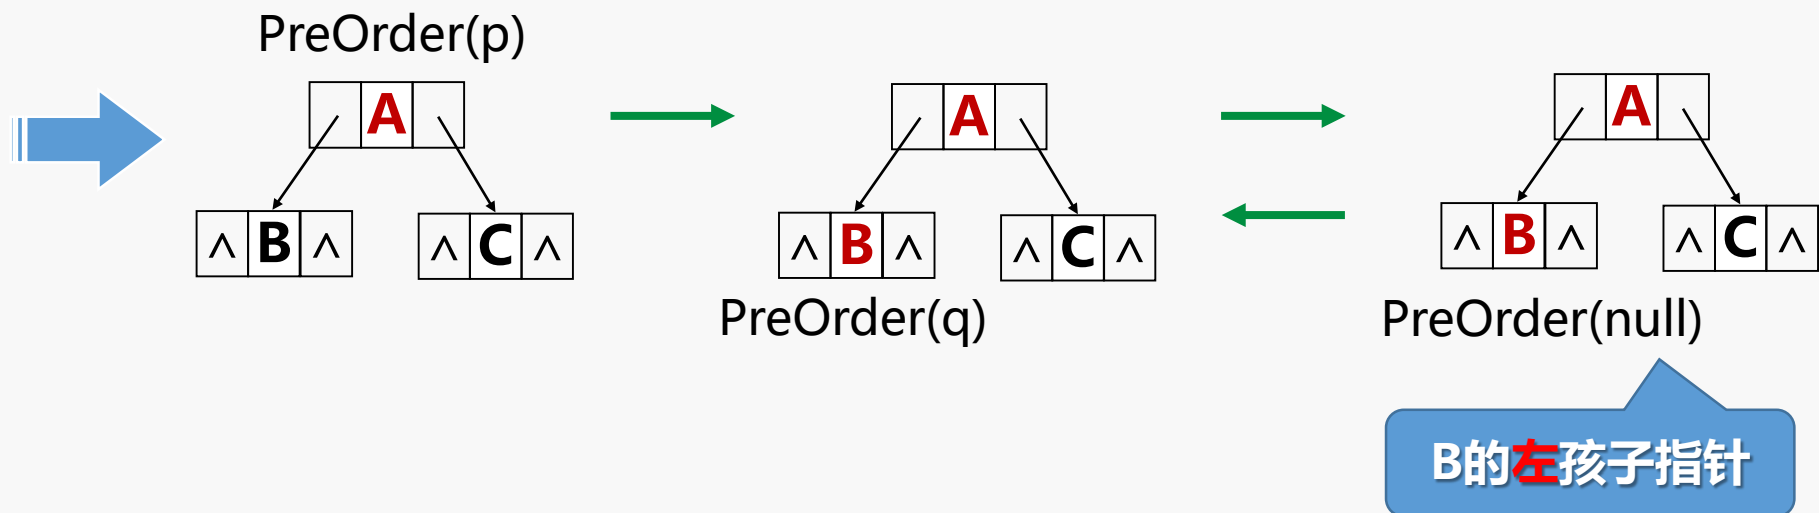 PreOrder(p)
A
A
A
∧ B ∧
∧ C ∧
∧ B ∧
∧ C ∧
∧ B ∧
∧ C ∧
PreOrder(q)
PreOrder(null)
B的左孩子指针